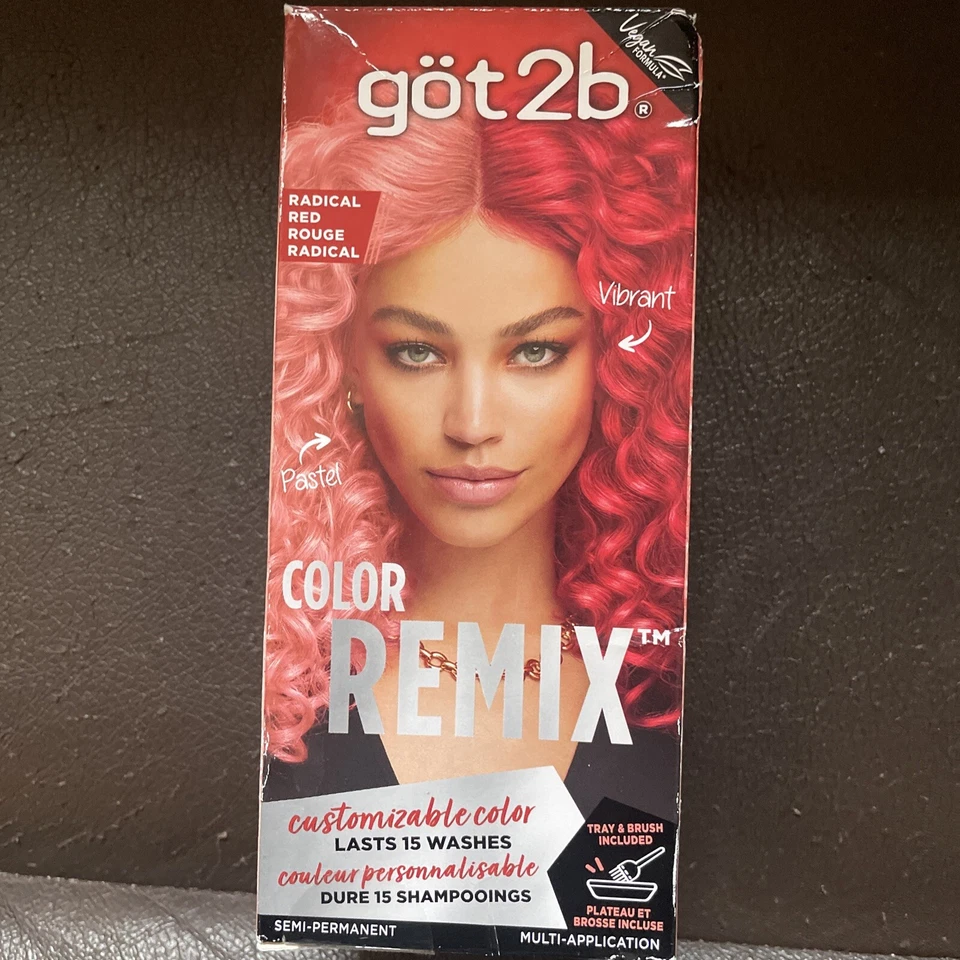 Vegan
FORMULA*
göt2b®
RADICAL
RED
ROUGE
RADICAL
Vibrant
Pastel
COLOR
REMIX™
customizable color
LASTS 15 WASHES
couleur personnalisable
DURE 15 SHAMPOOINGS
TRAY & BRUSH
INCLUDED
PLATEAU ET
BROSSE INCLUSE
SEMI-PERMANENT
MULTI-APPLICATION